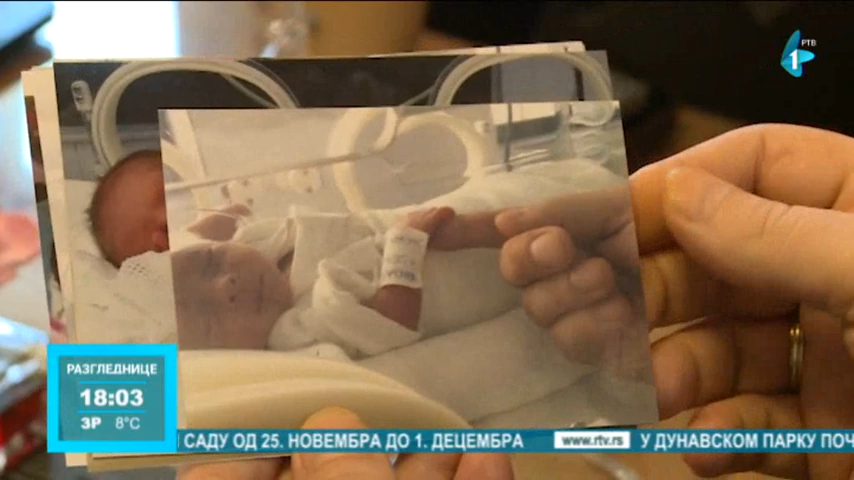 РТВ
1
РАЗГЛЕДНИЦЕ
18:03
ЗР 8°C
САДУ ОД 25. НОВЕМБРА ДО 1. ДЕЦЕМБРА www.rtv.rs У ДУНАВСКОМ ПАРКУ ПОЧ